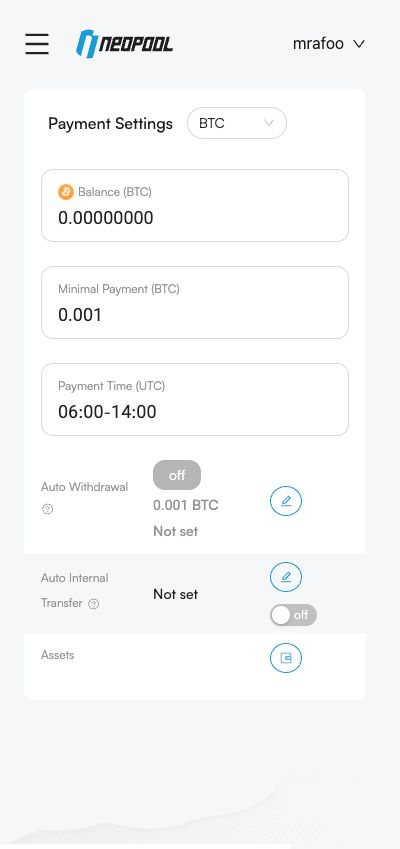 NEOPOOL
mrafoo
Payment Settings
BTC
Balance (BTC)
0.00000000
Minimal Payment (BTC)
0.001
Payment Time (UTC)
06:00-14:00
off
Auto Withdrawal
0.001 BTC
Not set
Auto Internal
Transfer
Not set
off
Assets